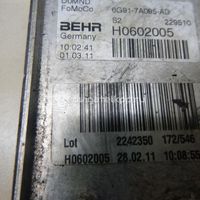 DUMND
FoMoCo 6G91-7A095-AD
BEHR S2 229510
Germany H0602005
10:02:41
01.03.11
Lot 2242350 172/546
H0602005 28.02.11 10:08:55